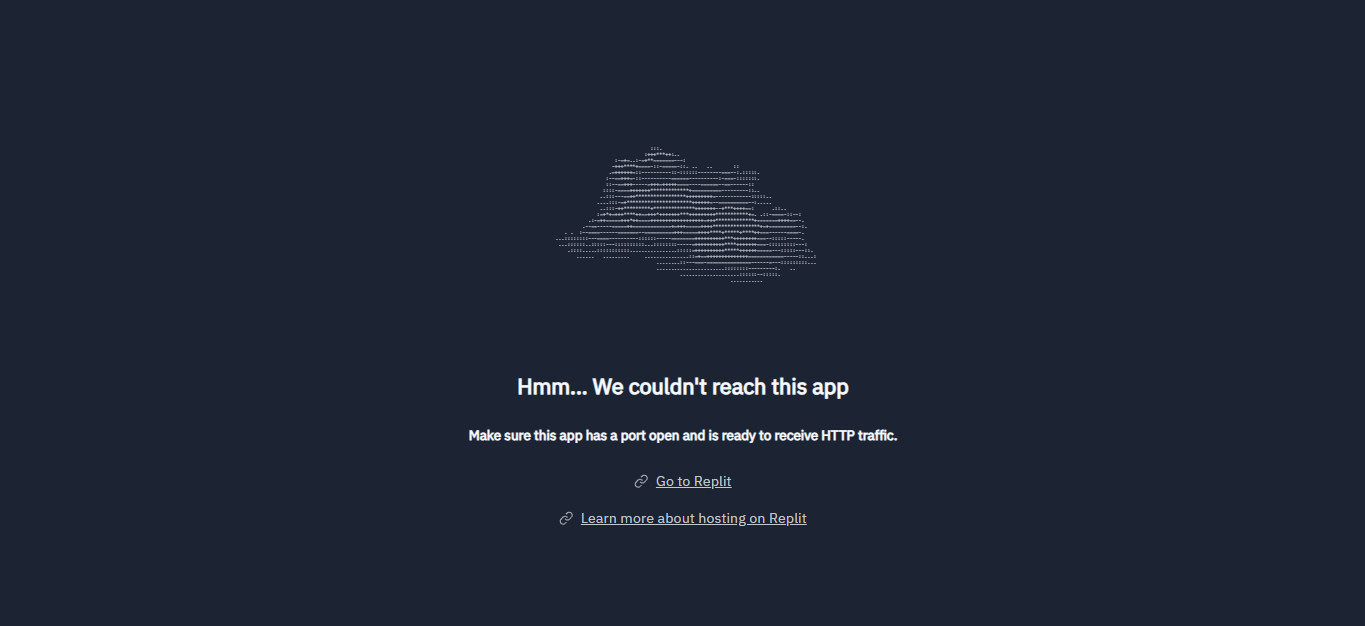 Hmm... We couldn't reach this app
Make sure this app has a port open and is ready to receive HTTP traffic.
Go to Replit
Learn more about hosting on Replit